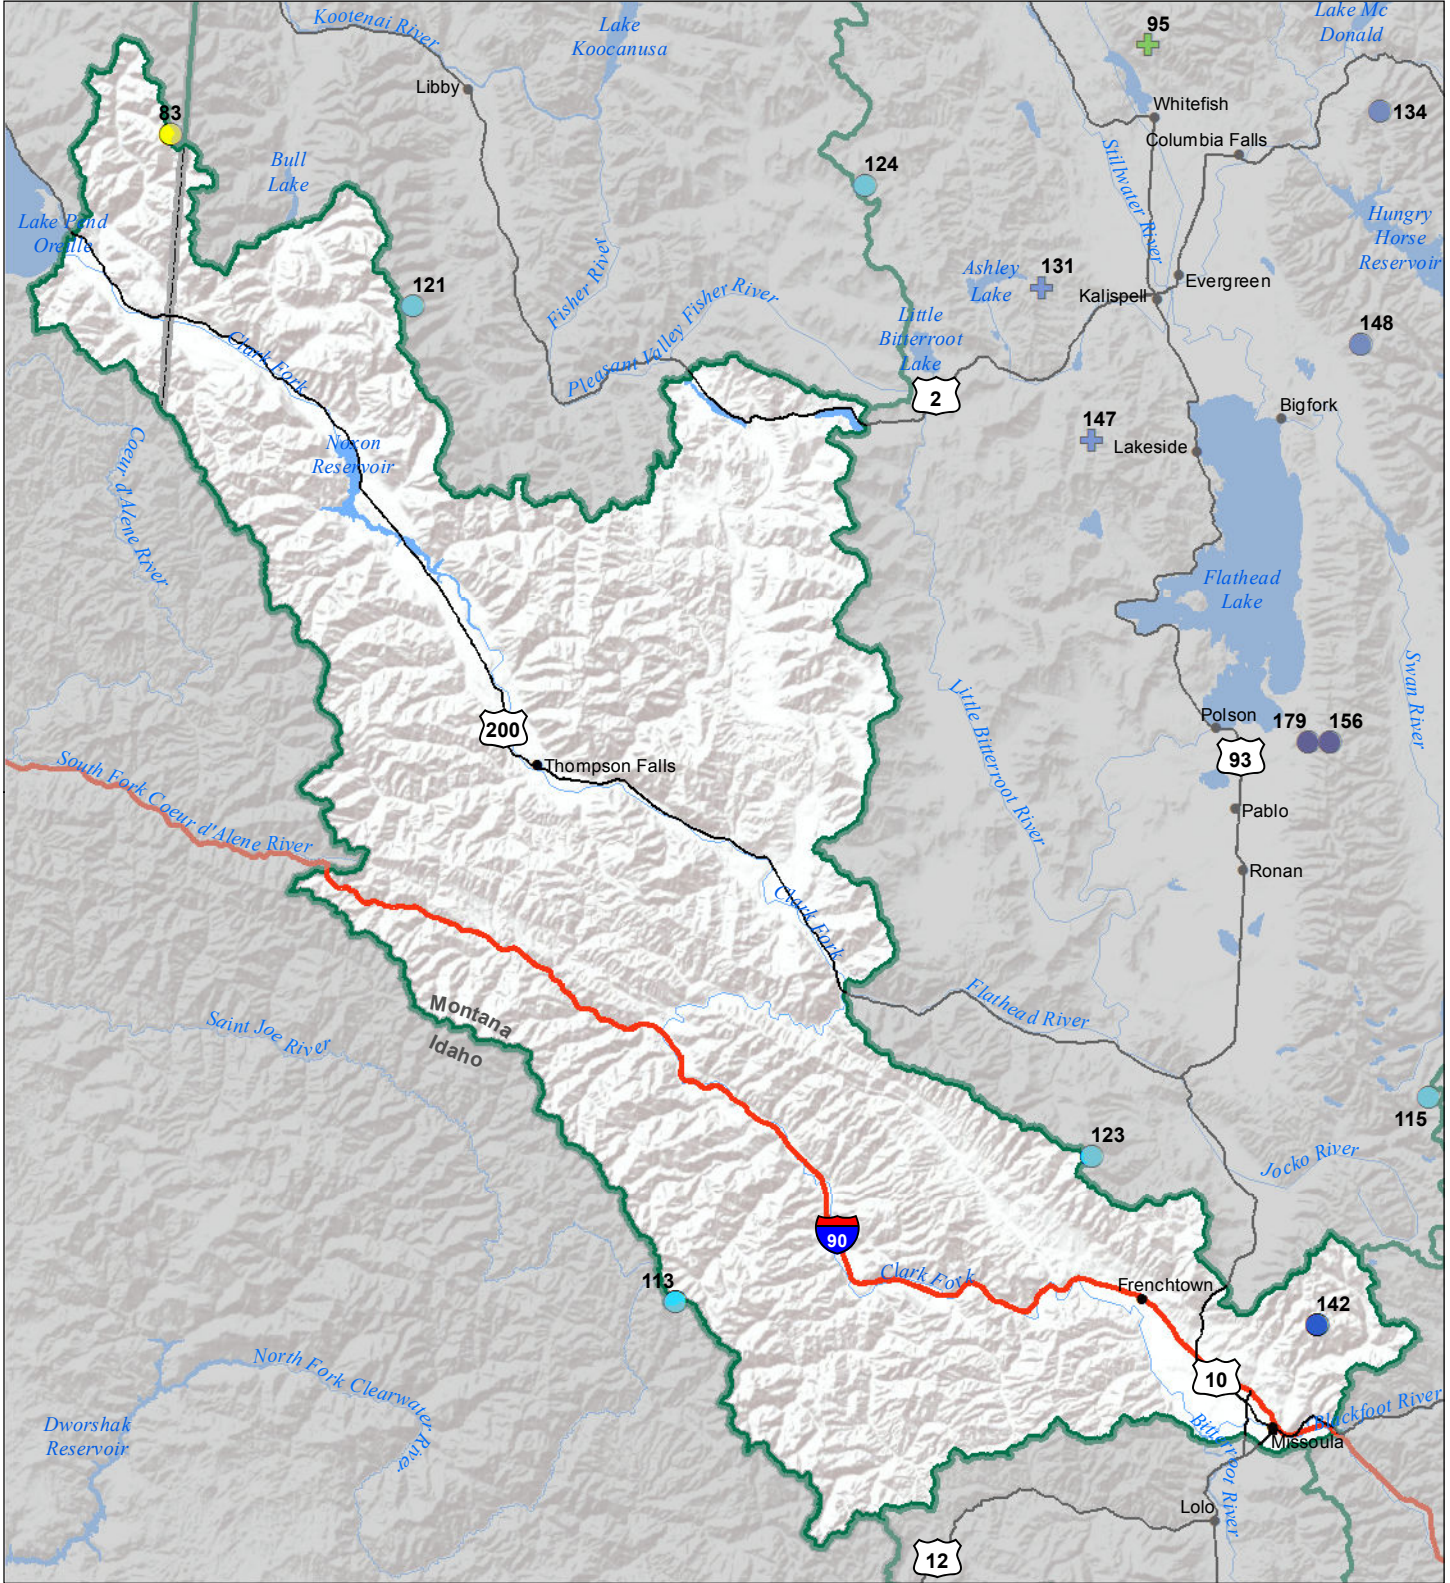 Kootenai River
Lake
Koocanusa
Lake Mc
Donald
95
Libby
Whitefish
83
134
Columbia Falls
Stillwater River
Bull
Lake
124
Lake Pend
Oreille
Hungry
Horse
Reservoir
Fisher River
Ashley
Lake
131
Evergreen
121
Kalispell
Pleasant Valley Fisher River
Little
Bitterroot
Lake
148
Clark Fork
2
Bigfork
147
Lakeside
Noxon
Reservoir
Coeur d'Alene River
Flathead
Lake
Swan River
Little Bitterroot River
Polson
179
156
200
93
Thompson Falls
South Fork Coeur d'Alene River
Pablo
Ronan
Clark Fork
Flathead River
Montana
Idaho
Saint Joe River
115
123
Jocko River
90
Clark Fork
113
Frenchtown
142
North Fork Clearwater River
10
Blackfoot River
Dworshak
Reservoir
Bitterroot River
Missoula
Lolo
12